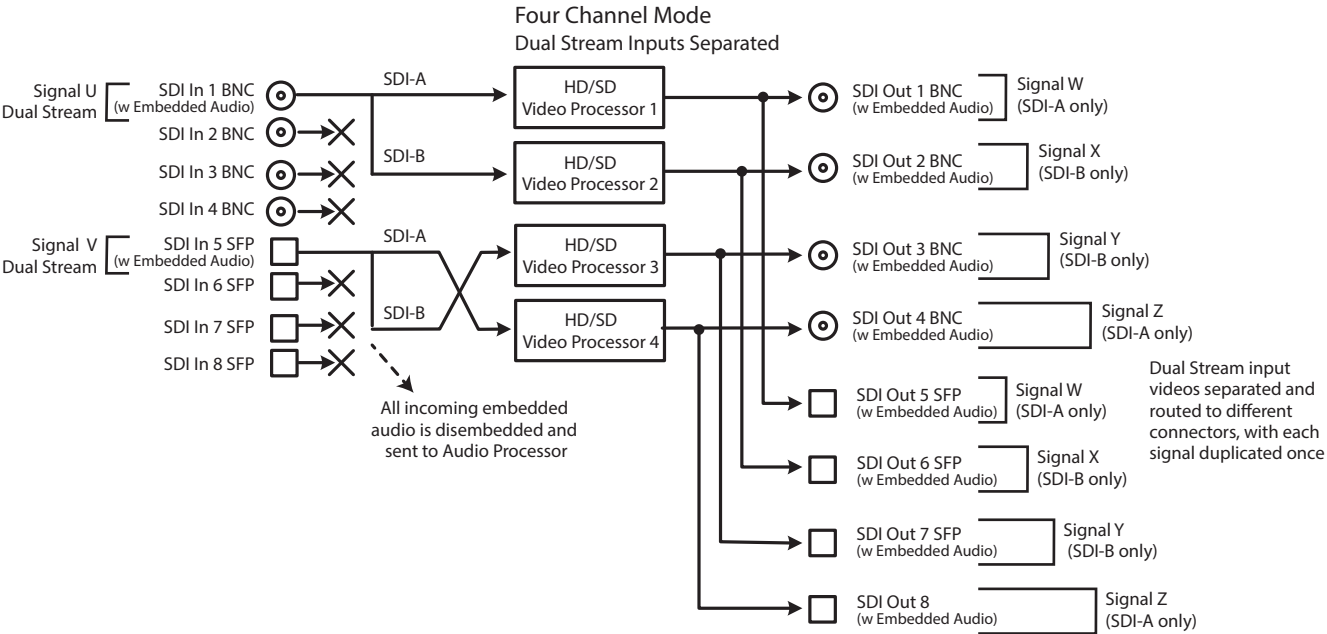 Four Channel Mode
Dual Stream Inputs Separated
Signal U
Dual Stream
SDI In 1 BNC
(w Embedded Audio)
SDI In 2 BNC
SDI In 3 BNC
SDI In 4 BNC
Signal V
Dual Stream
SDI In 5 SFP
(w Embedded Audio)
SDI In 6 SFP
SDI In 7 SFP
SDI In 8 SFP
SDI-A
SDI-B
SDI-A
SDI-B
All incoming embedded
audio is disembedded and
sent to Audio Processor
HD/SD
Video Processor 1
HD/SD
Video Processor 2
HD/SD
Video Processor 3
HD/SD
Video Processor 4
SDI Out 1 BNC
(w Embedded Audio)
Signal W
(SDI-A only)
SDI Out 2 BNC
(w Embedded Audio)
Signal X
(SDI-B only)
SDI Out 3 BNC
(w Embedded Audio)
Signal Y
(SDI-B only)
SDI Out 4 BNC
(w Embedded Audio)
Signal Z
(SDI-A only)
SDI Out 5 SFP
(w Embedded Audio)
Signal W
(SDI-A only)
SDI Out 6 SFP
(w Embedded Audio)
Signal X
(SDI-B only)
SDI Out 7 SFP
(w Embedded Audio)
Signal Y
(SDI-B only)
SDI Out 8
(w Embedded Audio)
Signal Z
(SDI-A only)
Dual Stream input
videos separated and
routed to different
connectors, with each
signal duplicated once